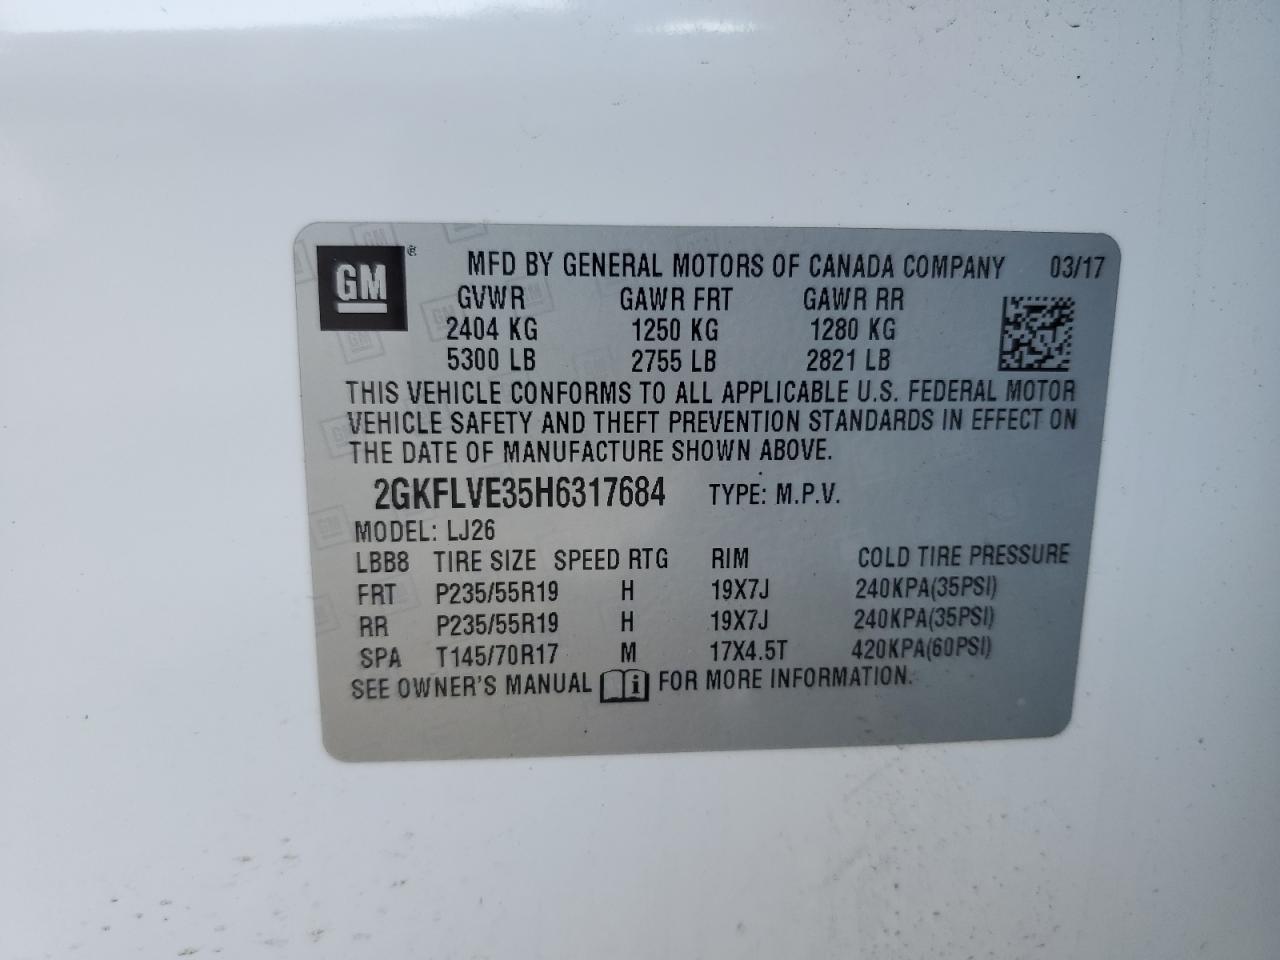 GM ® MFD BY GENERAL MOTORS OF CANADA COMPANY 03/17
GVWR GAWR FRT GAWR RR
2404 KG 1250 KG 1280 KG
5300 LB 2755 LB 2821 LB
THIS VEHICLE CONFORMS TO ALL APPLICABLE U.S. FEDERAL MOTOR
VEHICLE SAFETY AND THEFT PREVENTION STANDARDS IN EFFECT ON
THE DATE OF MANUFACTURE SHOWN ABOVE.
2GKFLVE35H6317684 TYPE: M.P.V.
MODEL: LJ26
LBB8 TIRE SIZE SPEED RTG RIM COLD TIRE PRESSURE
FRT P235/55R19 H 19X7J 240KPA(35PSI)
RR P235/55R19 H 19X7J 240KPA(35PSI)
SPA T145/70R17 M 17X4.5T 420KPA(60PSI)
SEE OWNER'S MANUAL i FOR MORE INFORMATION.